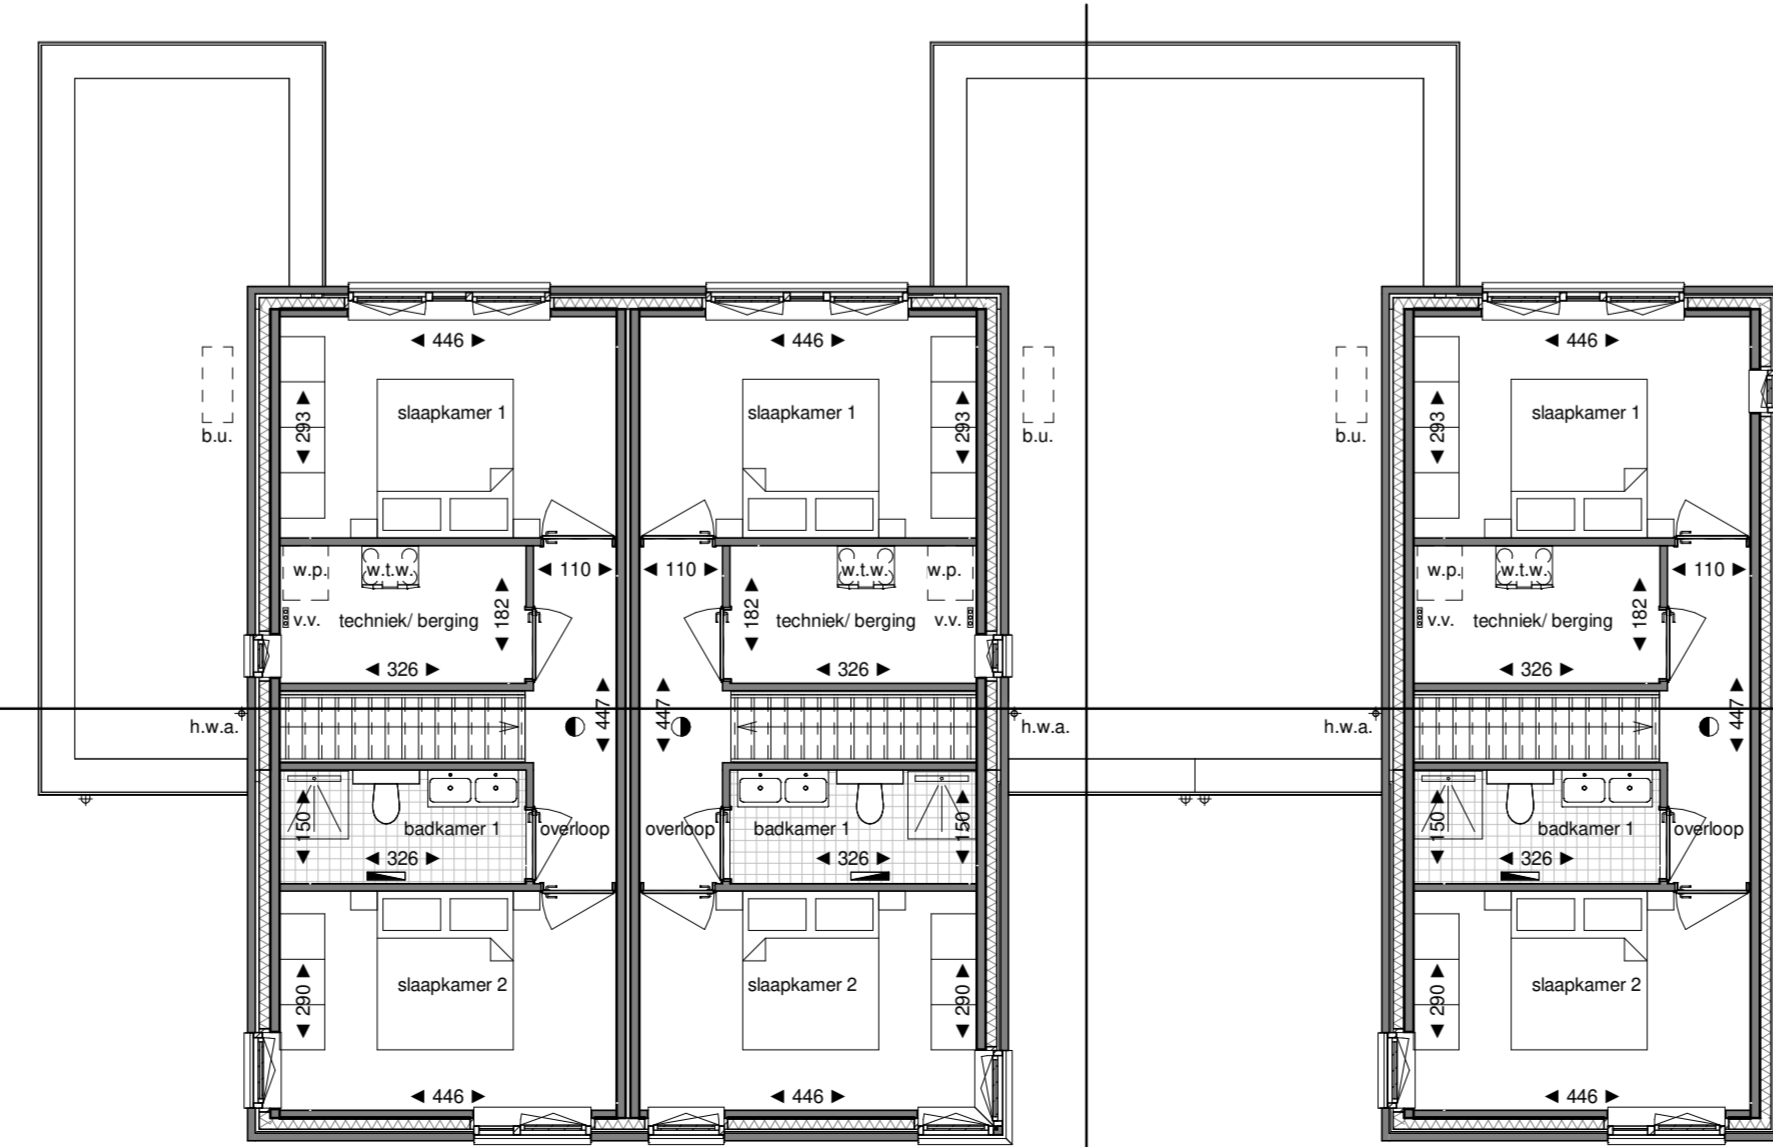 446
446
446
293
slaapkamer 1
slaapkamer 1
293
293
slaapkamer 1
b.u.
b.u.
b.u.
w.p.
w.t.w.
110
110
w.t.w.
w.p.
w.p.
w.t.w.
110
v.v.
techniek/ berging
182
182
techniek/ berging
v.v.
v.v.
techniek/ berging
182
326
326
326
h.w.a.
447
447
h.w.a.
h.w.a.
447
150
badkamer 1
overloop
overloop
badkamer 1
150
150
badkamer 1
overloop
326
326
326
290
slaapkamer 2
slaapkamer 2
290
290
slaapkamer 2
446
446
446